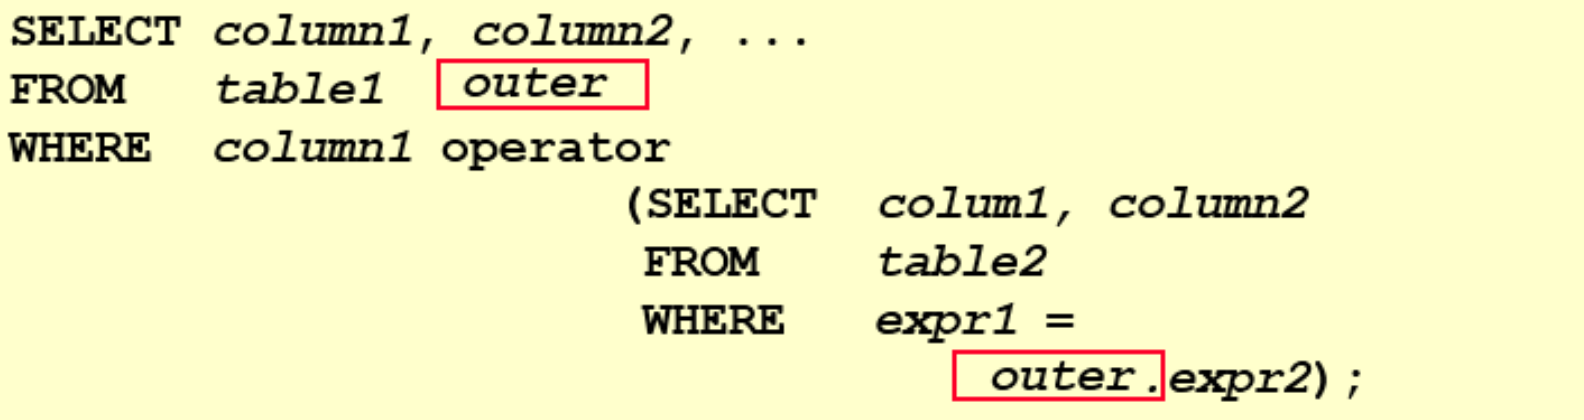 SELECT column1, column2, ...
FROM table1 outer
WHERE column1 operator
(SELECT colum1, column2
FROM table2
WHERE expr1 =
outer.expr2);